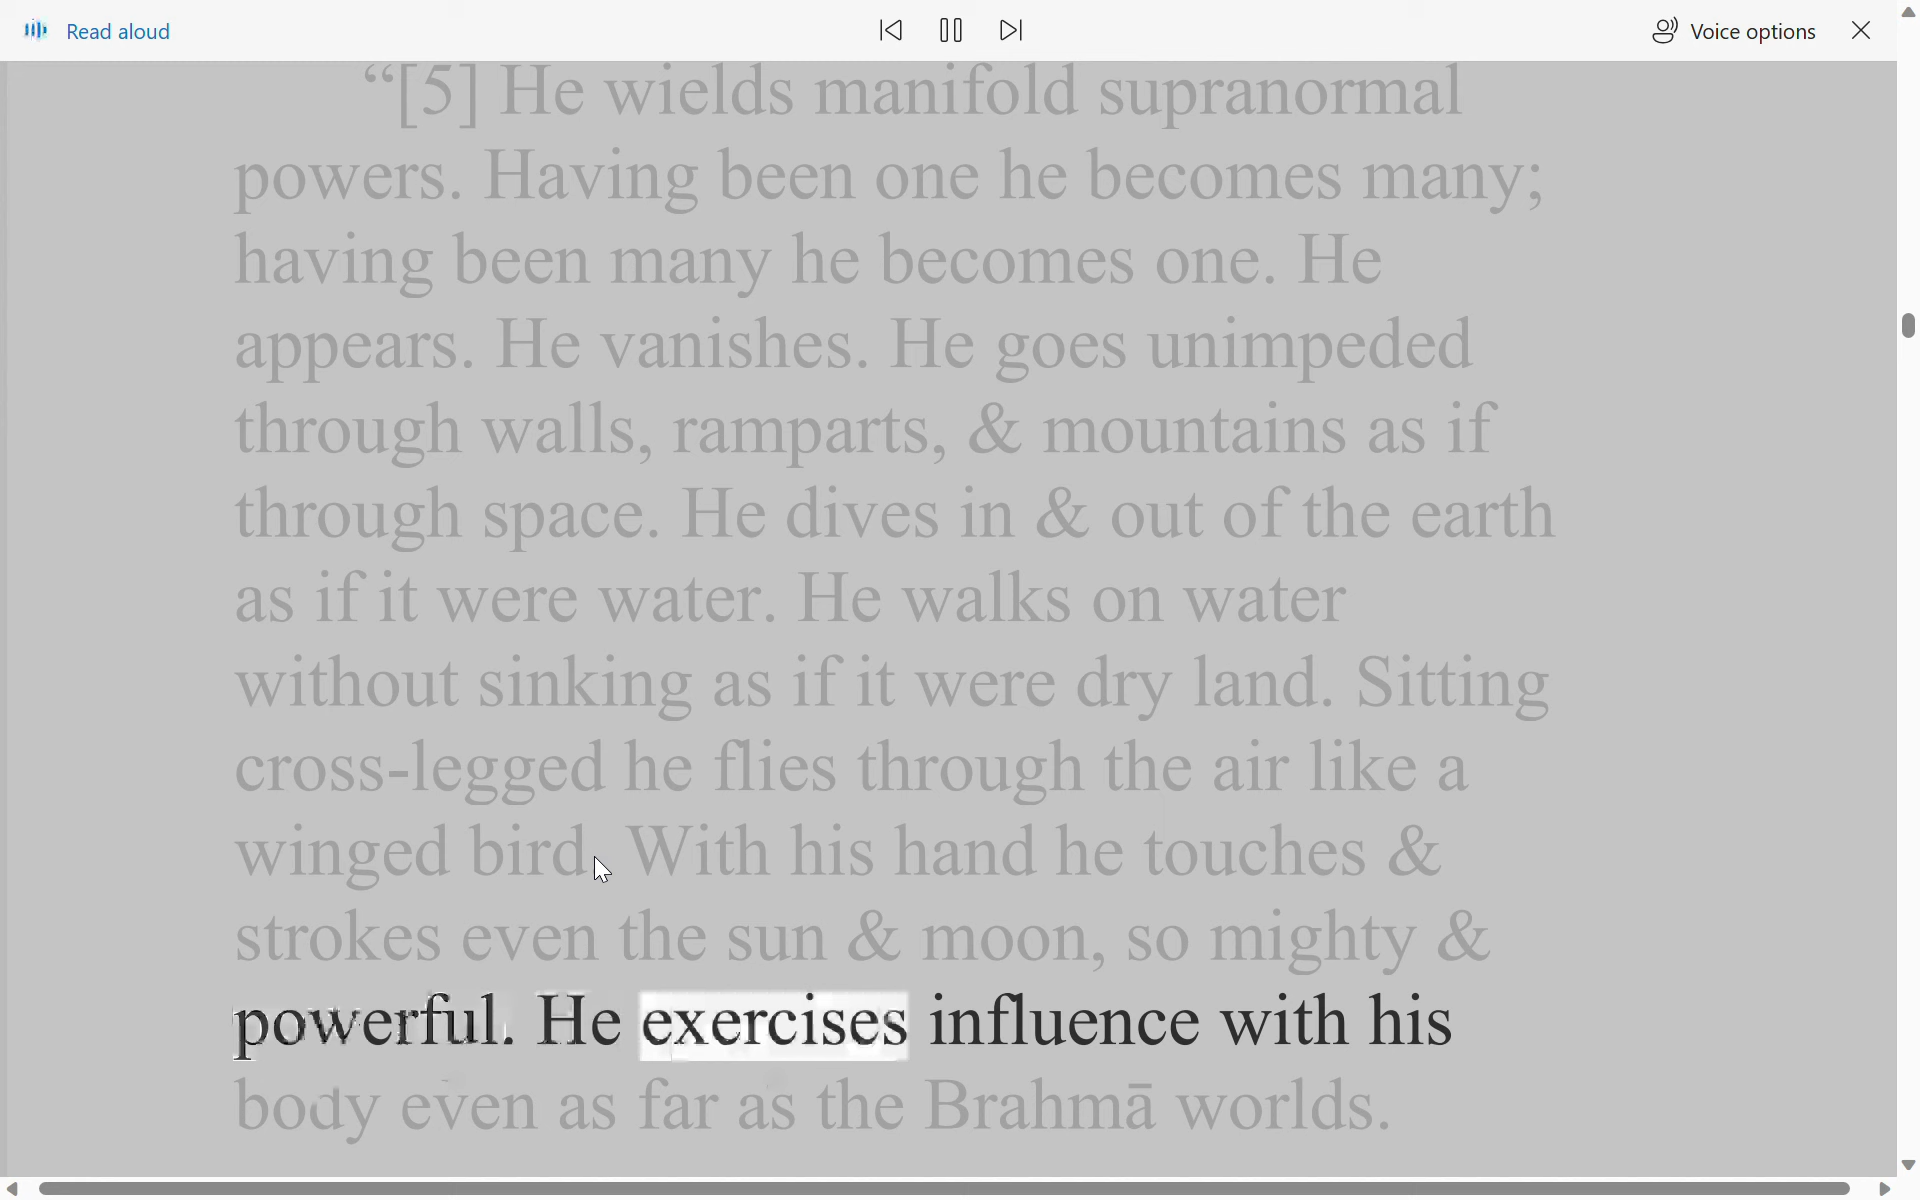 Read aloud
Voice options
“[5] He wields manifold supranormal
powers. Having been one he becomes many;
having been many he becomes one. He
appears. He vanishes. He goes unimpeded
through walls, ramparts, & mountains as if
through space. He dives in & out of the earth
as if it were water. He walks on water
without sinking as if it were dry land. Sitting
cross-legged he flies through the air like a
winged bird. With his hand he touches &
strokes even the sun & moon, so mighty &
powerful. He exercises influence with his
body even as far as the Brahmā worlds.